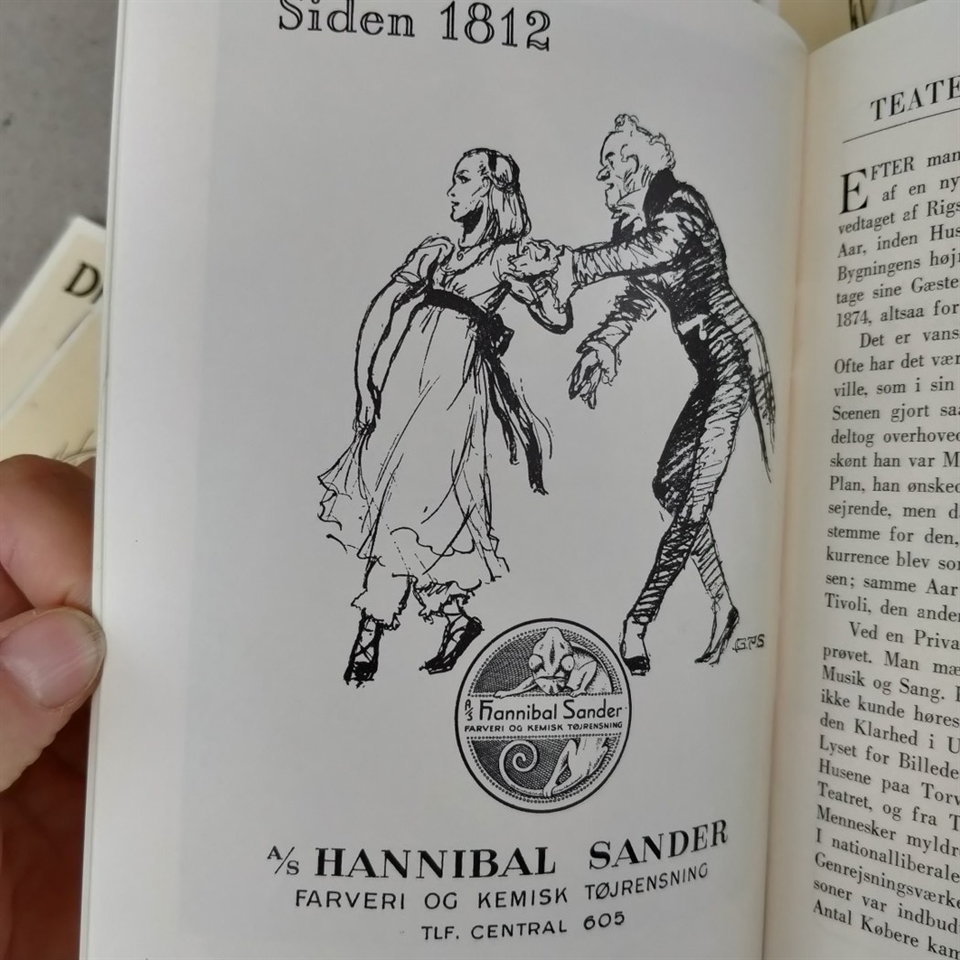 Siden 1812
GPS
A/S Hannibal Sander
FARVERI OG KEMISK TØJRENSNING
A/S HANNIBAL SANDER
FARVERI OG KEMISK TØJRENSNING
TLF. CENTRAL 605
TEATE
EFTER man
af en ny
vedtaget af Rigs
Aar, inden Hus
Bygningens højr
tage sine Gæste
1874, altsaa for
Det er vans
Ofte har det vær
ville, som i sin
Scenen gjort saa
deltog overhoved
skønt han var M
Plan, han ønsked
sejrende, men d
stemme for den,
kurrence blev som
sen; samme Aar
Tivoli, den anden
Ved en Priva
prøvet. Man mæ
Musik og Sang. 
ikke kunde høres
den Klarhed i U
Lyset for Billede
Husene paa Torv
Teatret, og fra T
Mennesker myldr
I nationalliberale
Genrejsningsværke
soner var indbud
Antal Købere kam